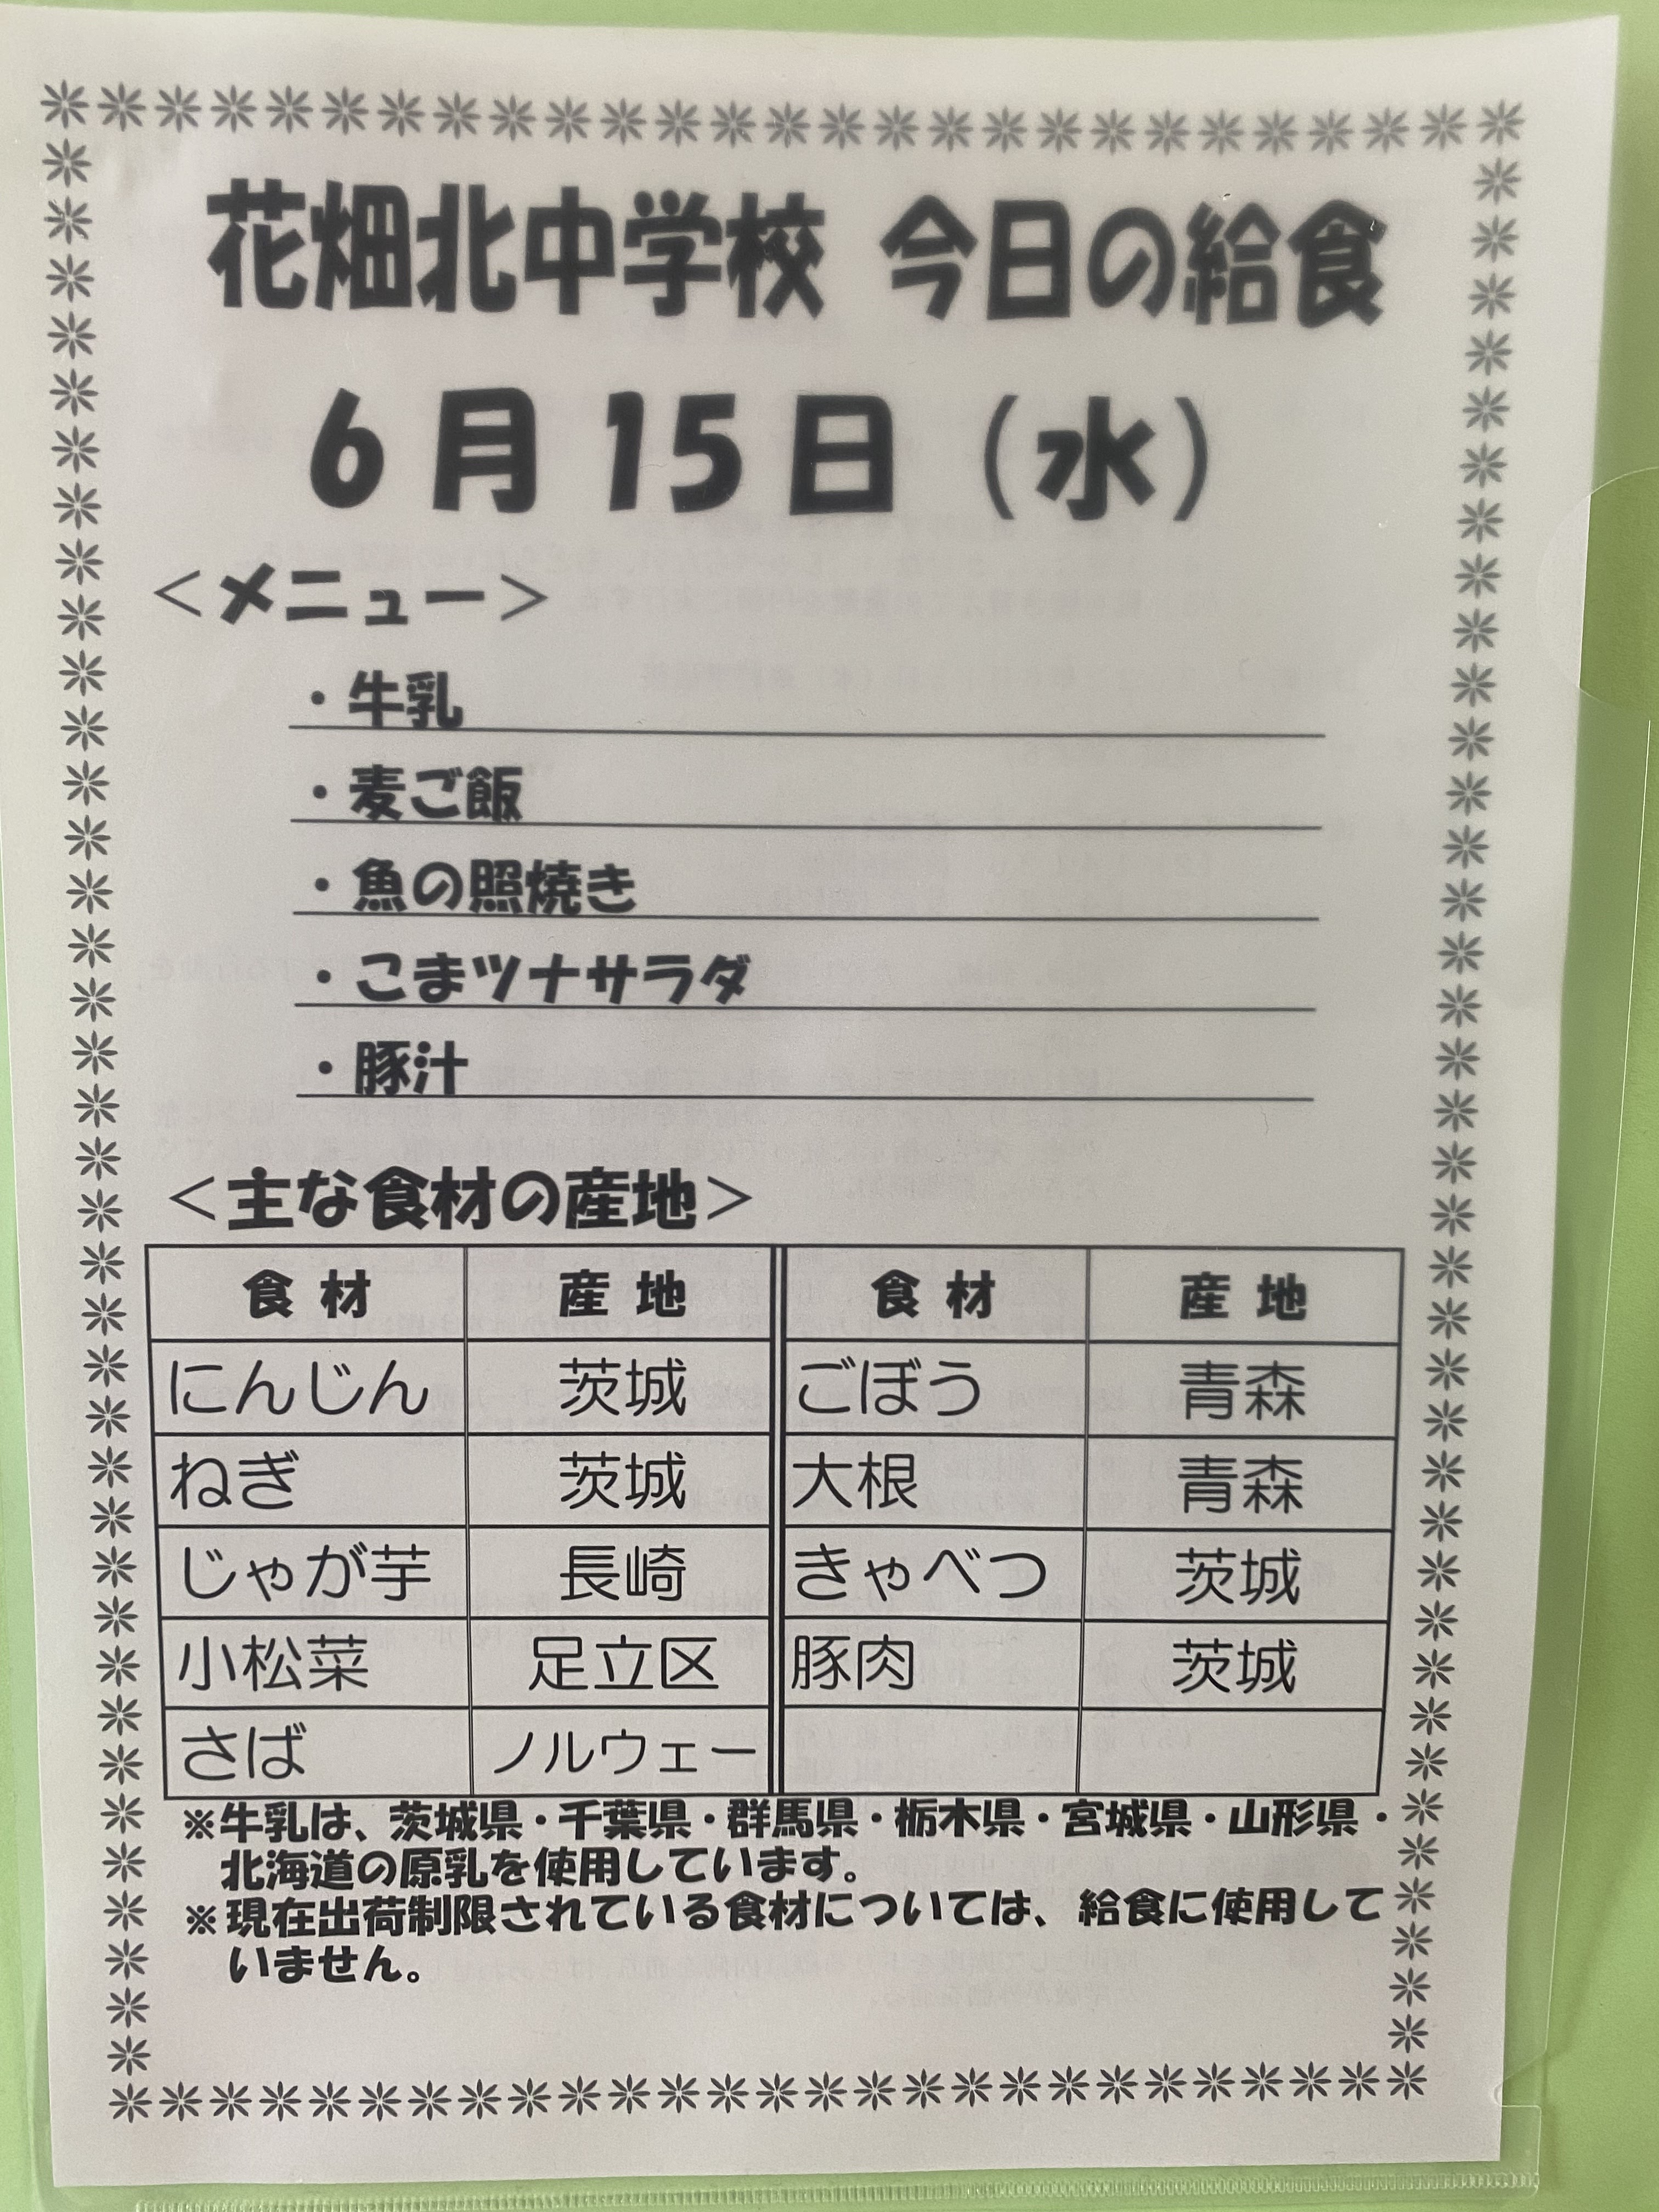 花畑北中学校 今日の給食
6月15日(水)
<メニュー>
・牛乳
・麦ご飯
・魚の照焼き
・こまツナサラダ
・豚汁
<主な食材の産地>
食材 産地 食材 産地
にんじん 茨城 ごぼう 青森
ねぎ 茨城 大根 青森
じゃが芋 長崎 きゃべつ 茨城
小松菜 足立区 豚肉 茨城
さば ノルウェー
※牛乳は、茨城県・千葉県・群馬県・栃木県・宮城県・山形県・
北海道の原乳を使用しています。
※現在出荷制限されている食材については、給食に使用して
いません。